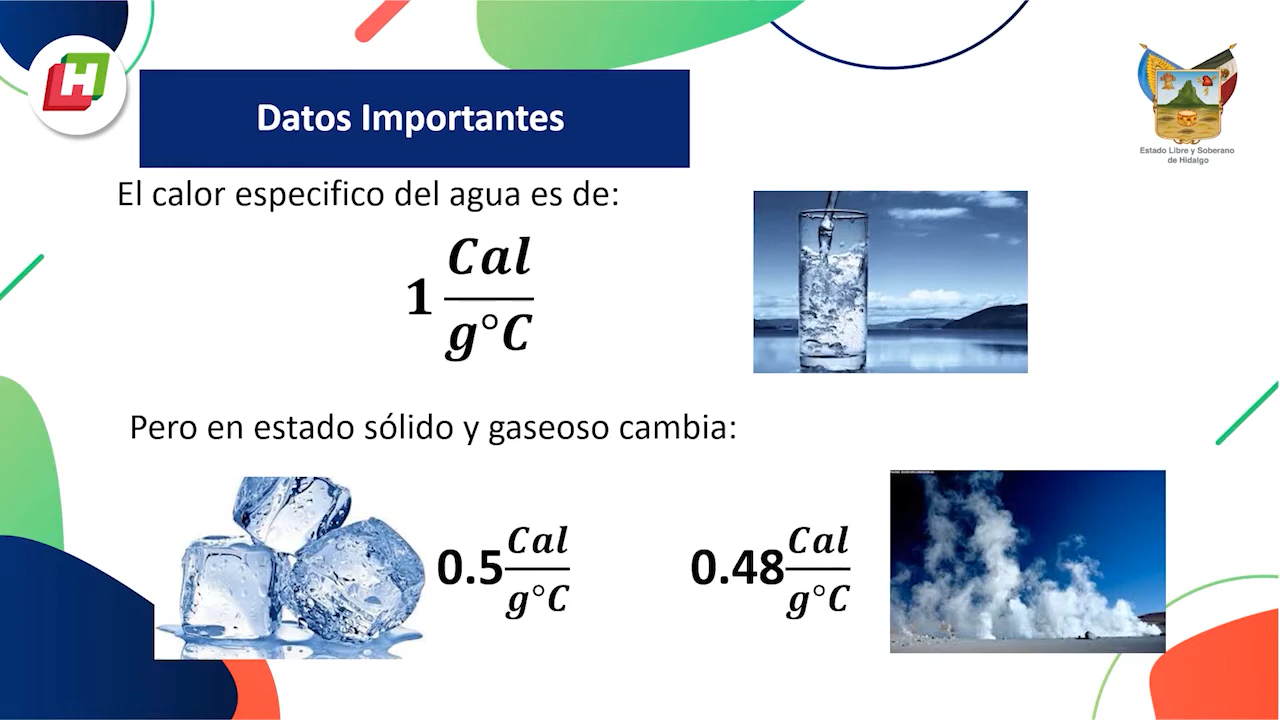 H
Datos Importantes
Estado Libre y Soberano
de Hidalgo
El calor especifico del agua es de:
1 Cal/g°C
Pero en estado sólido y gaseoso cambia:
0.5 Cal/g°C
0.48 Cal/g°C